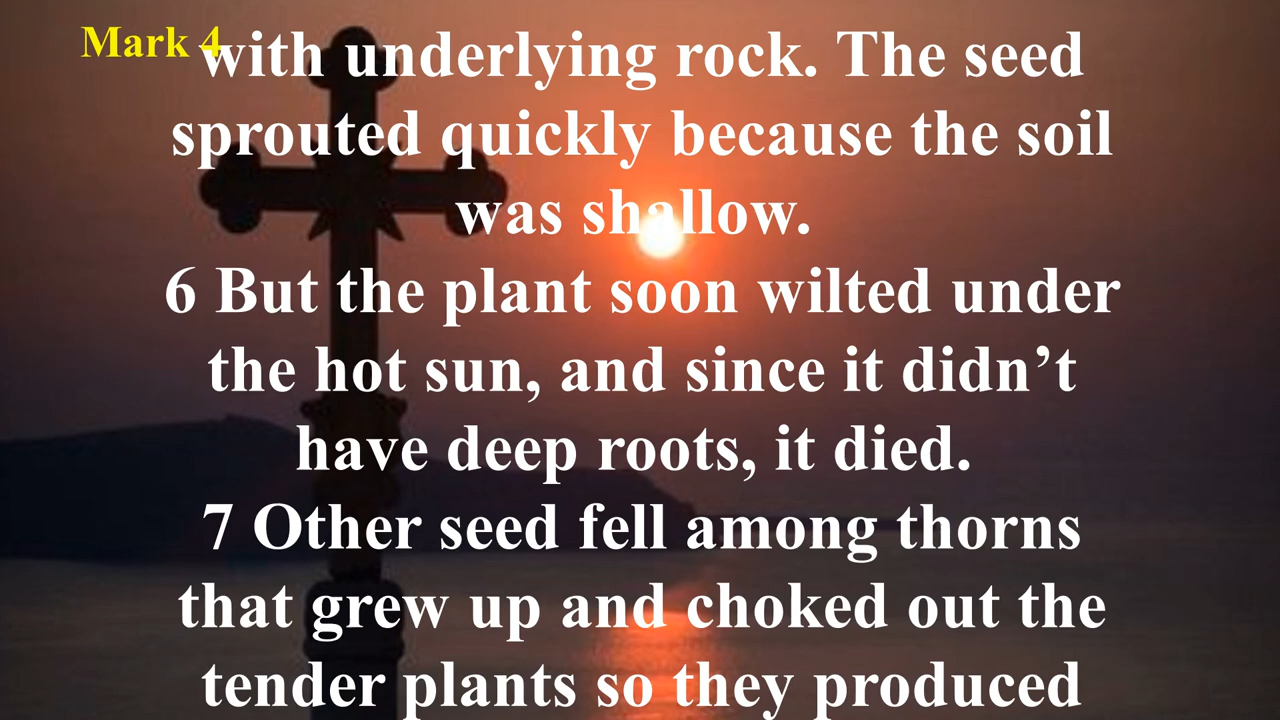 Mark 4
with underlying rock. The seed
sprouted quickly because the soil
was shallow.
6 But the plant soon wilted under
the hot sun, and since it didn’t
have deep roots, it died.
7 Other seed fell among thorns
that grew up and choked out the
tender plants so they produced